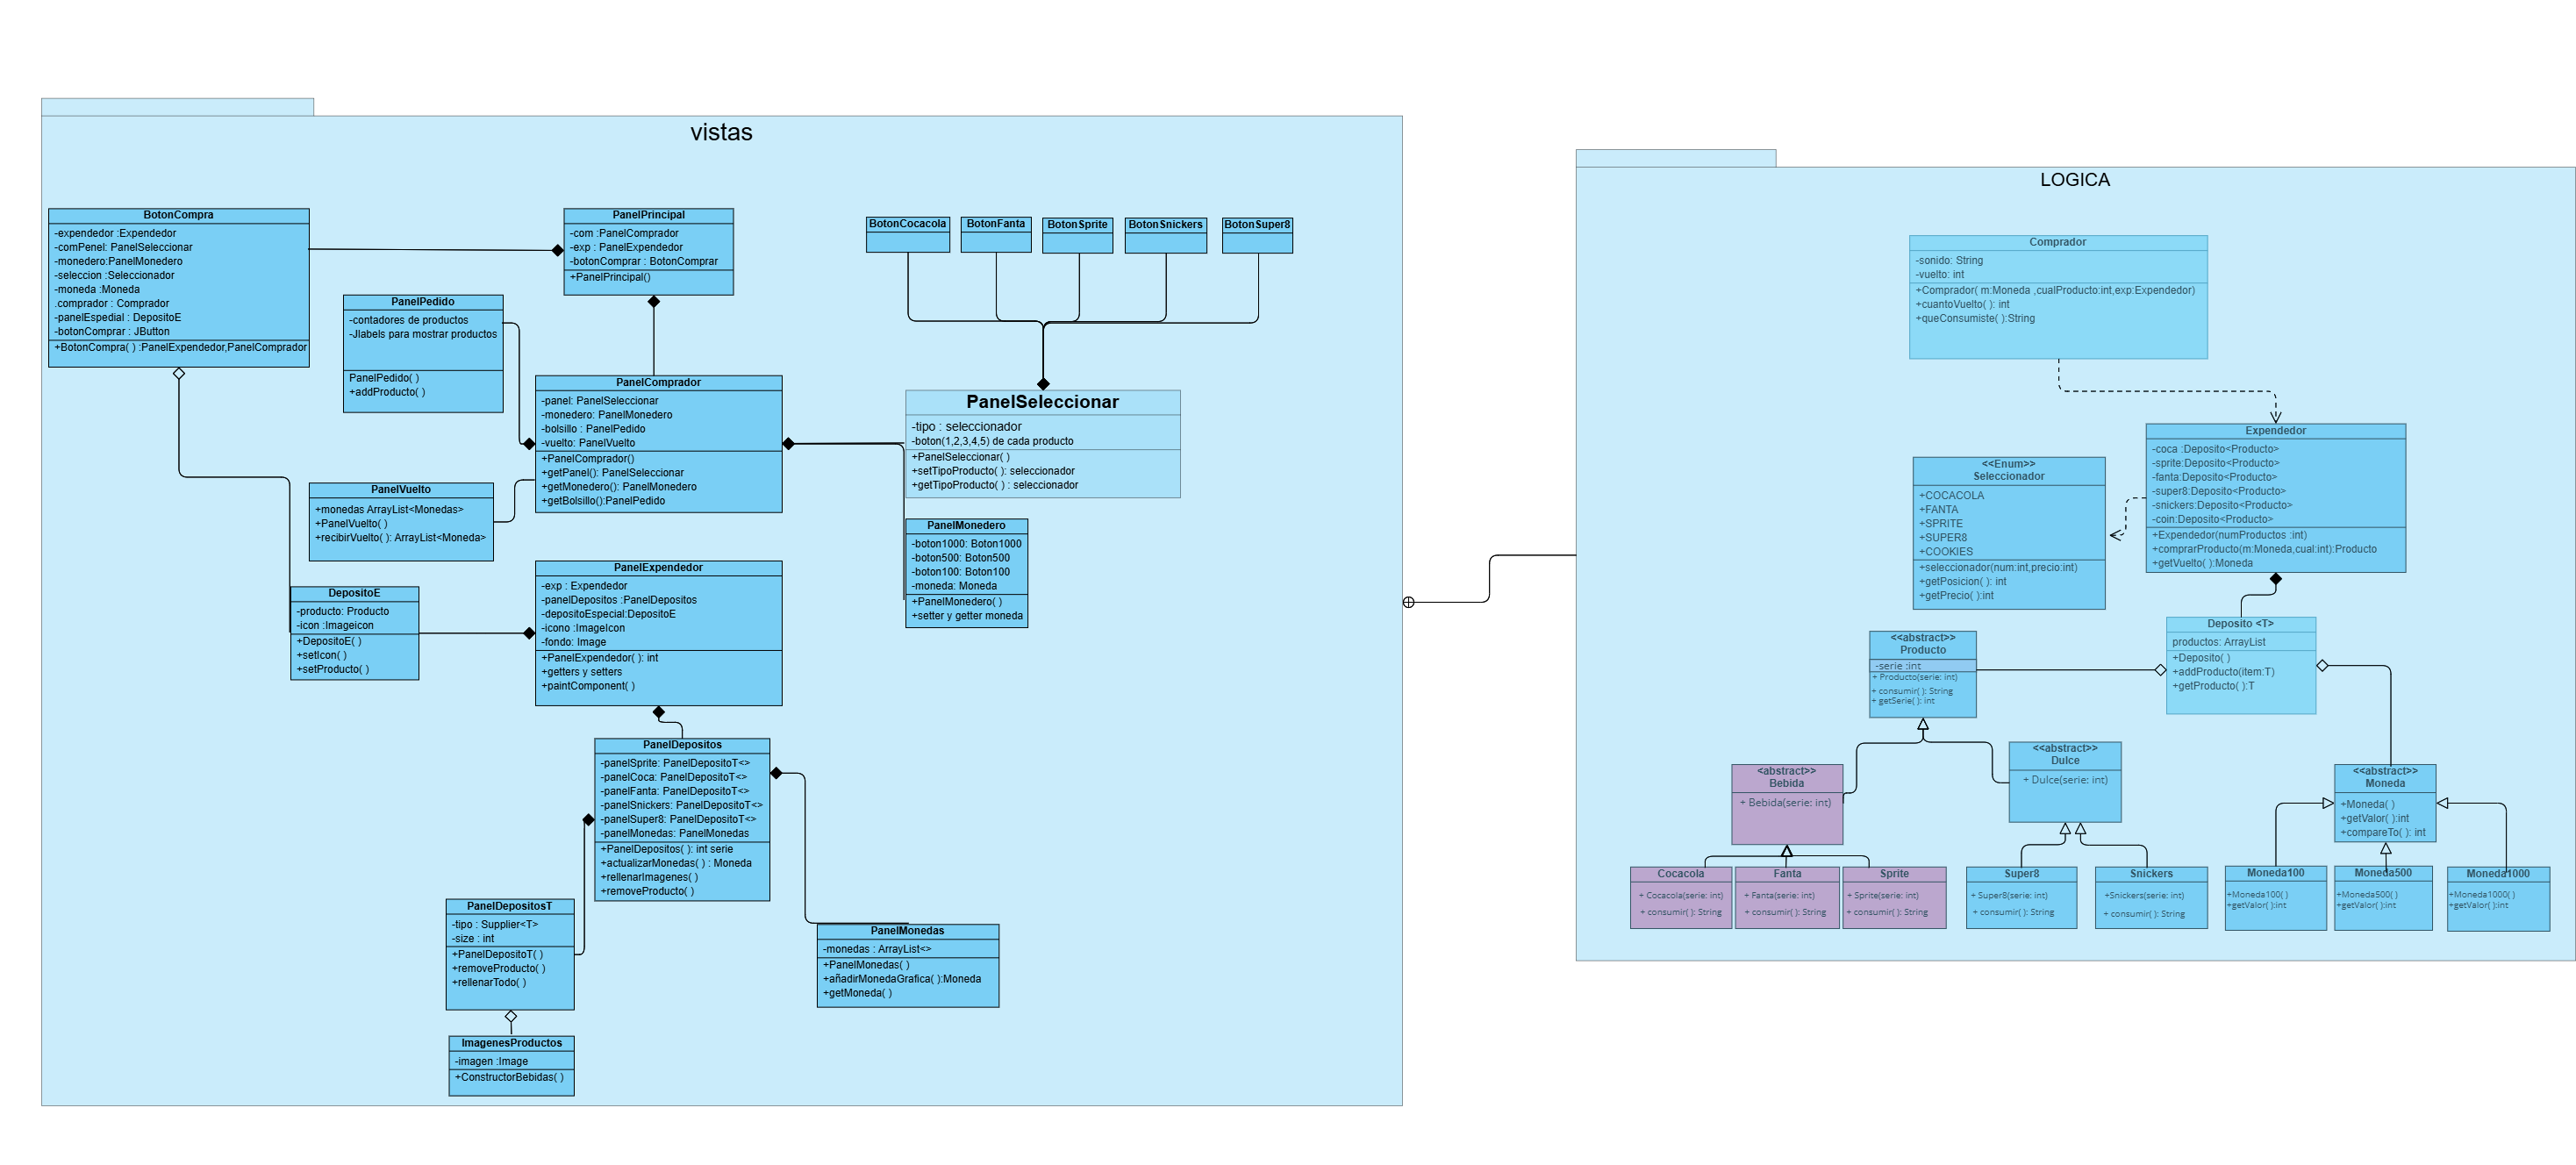 vistas
BotonCompra
-expendedor :Expendedor
-comPenel: PanelSeleccionar
-monedero:PanelMonedero
-seleccion :Seleccionador
-moneda :Moneda
.comprador : Comprador
-panelEspedial : DepositoE
-botonComprar : JButton
+BotonCompra( ) :PanelExpendedor,PanelComprador
PanelPrincipal
-com :PanelComprador
-exp : PanelExpendedor
-botonComprar : BotonComprar
+PanelPrincipal()
BotonCocacola
BotonFanta
BotonSprite
BotonSnickers
BotonSuper8
PanelPedido
-contadores de productos
-Jlabels para mostrar productos
PanelPedido( )
+addProducto( )
PanelComprador
-panel: PanelSeleccionar
-monedero: PanelMonedero
-bolsillo : PanelPedido
-vuelto: PanelVuelto
+PanelComprador()
+getPanel(): PanelSeleccionar
+getMonedero(): PanelMonedero
+getBolsillo():PanelPedido
PanelSeleccionar
-tipo : seleccionador
-boton(1,2,3,4,5) de cada producto
+PanelSeleccionar( )
+setTipoProducto( ): seleccionador
+getTipoProducto( ) : seleccionador
PanelVuelto
+monedas ArrayList<Monedas>
+PanelVuelto( )
+recibirVuelto( ): ArrayList<Moneda>
PanelMonedero
-boton1000: Boton1000
-boton500: Boton500
-boton100: Boton100
-moneda: Moneda
+PanelMonedero( )
+setter y getter moneda
DepositoE
-producto: Producto
-icon :Imageicon
+DepositoE( )
+setIcon( )
+setProducto( )
PanelExpendedor
-exp : Expendedor
-panelDepositos :PanelDepositos
-depositoEspecial:DepositoE
-icono :ImageIcon
-fondo: Image
+PanelExpendedor( ): int
+getters y setters
+paintComponent( )
PanelDepositos
-panelSprite: PanelDepositoT<>
-panelCoca: PanelDepositoT<>
-panelFanta: PanelDepositoT<>
-panelSnickers: PanelDepositoT<>
-panelSuper8: PanelDepositoT<>
-panelMonedas: PanelMonedas
+PanelDepositos( ): int serie
+actualizarMonedas( ) : Moneda
+rellenarImagenes( )
+removeProducto( )
PanelDepositosT
-tipo : Supplier<T>
-size : int
+PanelDepositoT( )
+removeProducto( )
+rellenarTodo( )
PanelMonedas
-monedas : ArrayList<>
+PanelMonedas( )
+añadirMonedaGrafica( ):Moneda
+getMoneda( )
ImagenesProductos
-imagen :Image
+ConstructorBebidas( )
LOGICA
Comprador
-sonido: String
-vuelto: int
+Comprador( m:Moneda ,cualProducto:int,exp:Expendedor)
+cuantoVuelto( ): int
+queConsumiste( ):String
Expendedor
-coca :Deposito<Producto>
-sprite:Deposito<Producto>
-fanta:Deposito<Producto>
-super8:Deposito<Producto>
-snickers:Deposito<Producto>
-coin:Deposito<Producto>
+Expendedor(numProductos :int)
+comprarProducto(m:Moneda,cual:int):Producto
+getVuelto( ):Moneda
<<Enum>>
Seleccionador
+COCACOLA
+FANTA
+SPRITE
+SUPER8
+COOKIES
+seleccionador(num:int,precio:int)
+getPosicion( ): int
+getPrecio( ):int
Deposito <T>
productos: ArrayList
+Deposito( )
+addProducto(item:T)
+getProducto( ):T
<<abstract>>
Producto
-serie :int
+ Producto(serie: int)
+ consumir( ): String
+ getSerie( ): int
<abstract>>
Bebida
+ Bebida(serie: int)
<<abstract>>
Dulce
+ Dulce(serie: int)
<<abstract>>
Moneda
+Moneda( )
+getValor( ):int
+compareTo( ): int
Cocacola
+ Cocacola(serie: int)
+ consumir( ): String
Fanta
+ Fanta(serie: int)
+ consumir( ): String
Sprite
+ Sprite(serie: int)
+ consumir( ): String
Super8
+ Super8(serie: int)
+ consumir( ): String
Snickers
+Snickers(serie: int)
+ consumir( ): String
Moneda100
+Moneda100( )
+getValor( ):int
Moneda500
+Moneda500( )
+getValor( ):int
Moneda1000
+Moneda1000( )
+getValor( ):int